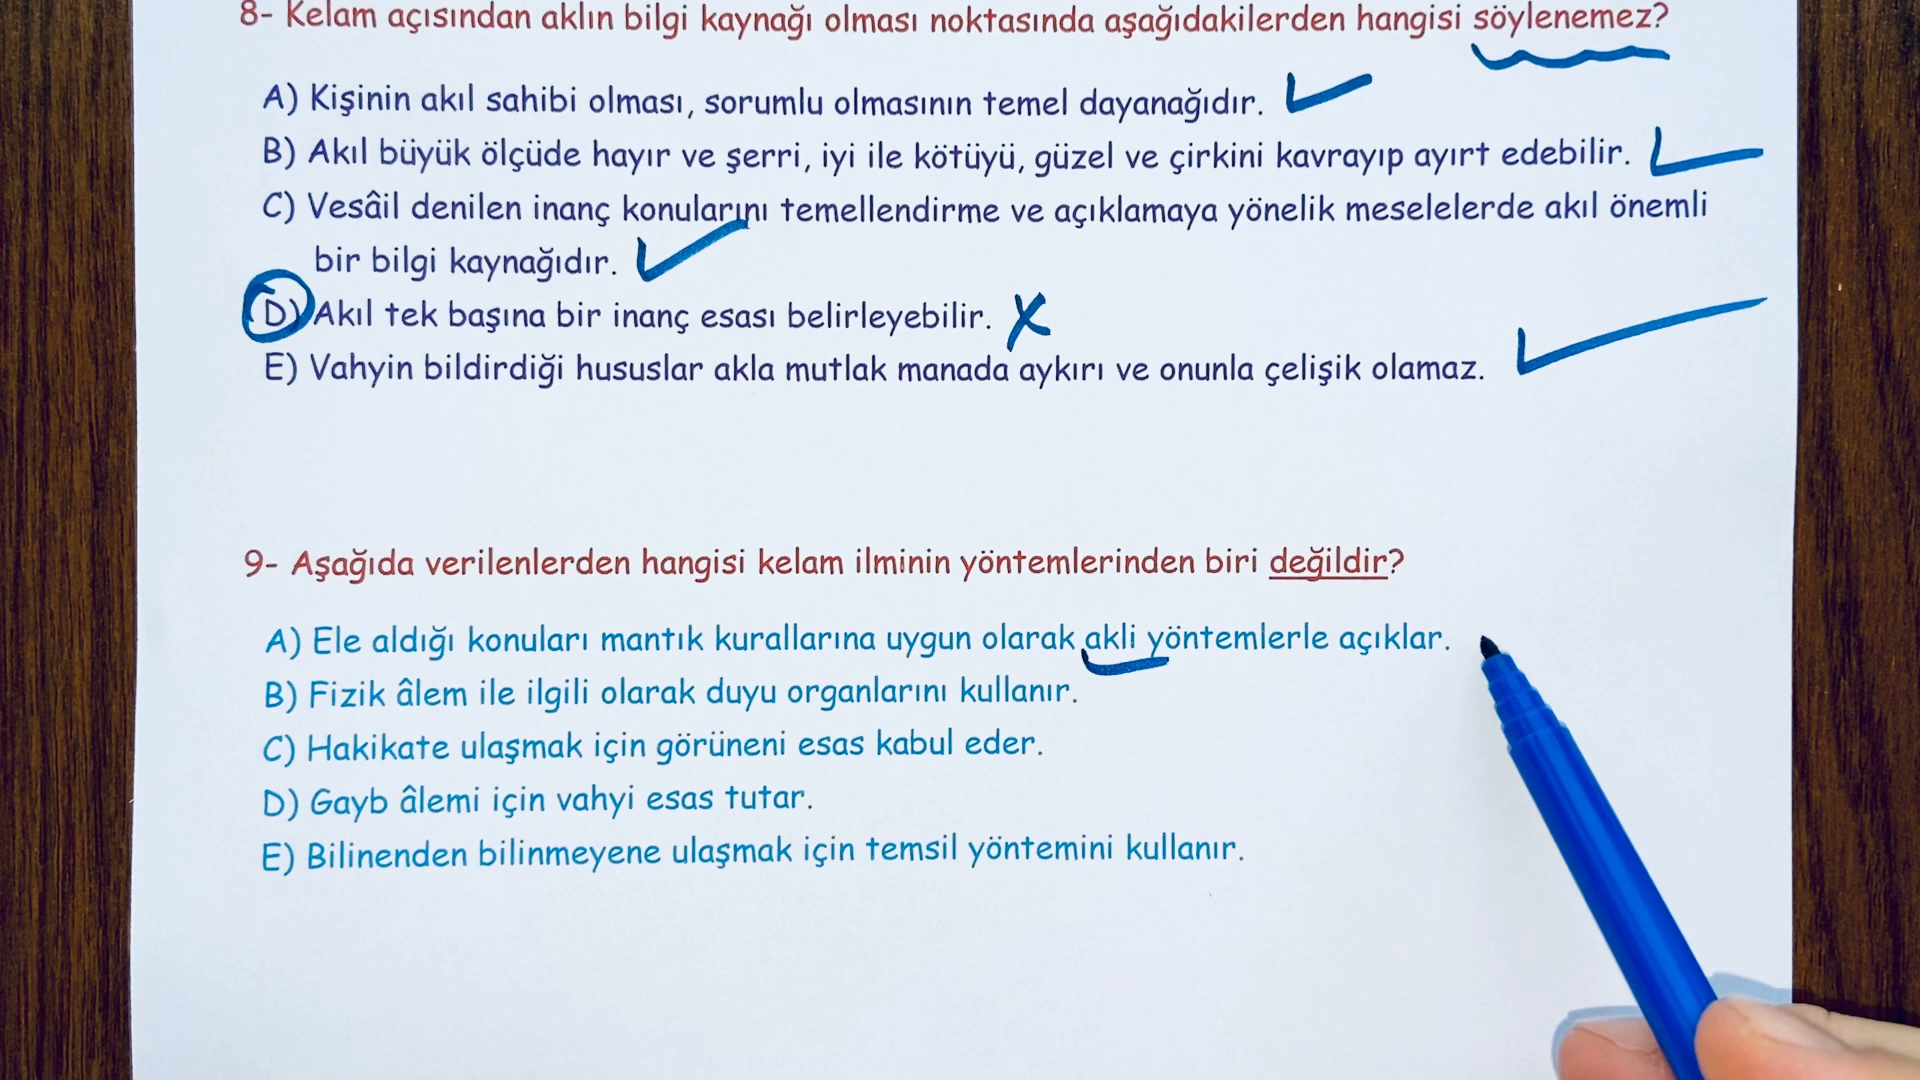 8- Kelam açısından aklın bilgi kaynağı olması noktasında aşağıdakilerden hangisi söylenemez?
A) Kişinin akıl sahibi olması, sorumlu olmasının temel dayanağıdır.
B) Akıl büyük ölçüde hayır ve şerri, iyi ile kötüyü, güzel ve çirkini kavrayıp ayırt edebilir.
C) Vesâil denilen inanç konularını temellendirme ve açıklamaya yönelik meselelerde akıl önemli
bir bilgi kaynağıdır.
D) Akıl tek başına bir inanç esası belirleyebilir.
E) Vahyin bildirdiği hususlar akla mutlak manada aykırı ve onunla çelişik olamaz.
9- Aşağıda verilenlerden hangisi kelam ilminin yöntemlerinden biri değildir?
A) Ele aldığı konuları mantık kurallarına uygun olarak akli yöntemlerle açıklar.
B) Fizik âlem ile ilgili olarak duyu organlarını kullanır.
C) Hakikate ulaşmak için görüneni esas kabul eder.
D) Gayb âlemi için vahyi esas tutar.
E) Bilinenden bilinmeyene ulaşmak için temsil yöntemini kullanır.